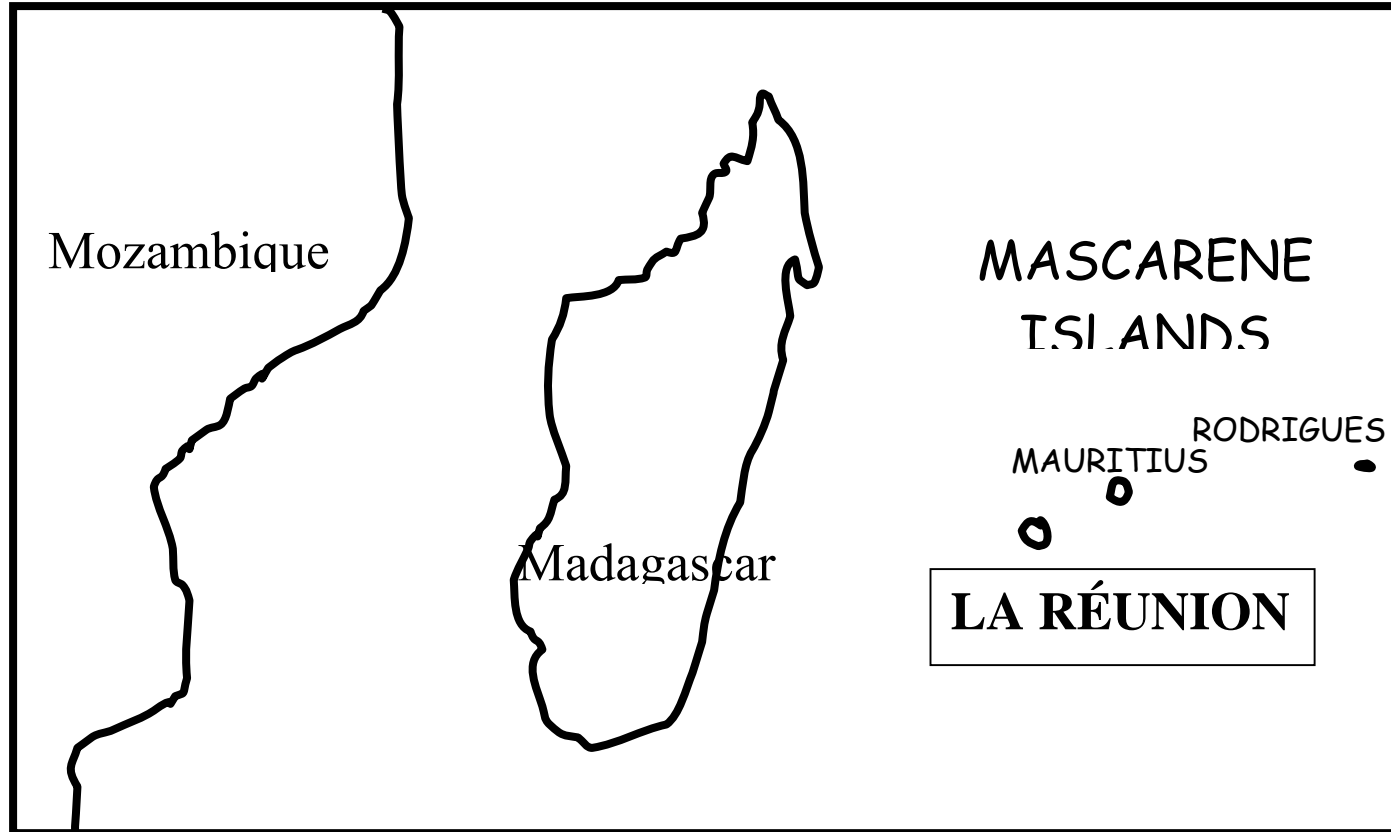 Mozambique
MASCARENE
ISLANDS
RODRIGUES
MAURITIUS
Madagascar
LA RÉUNION